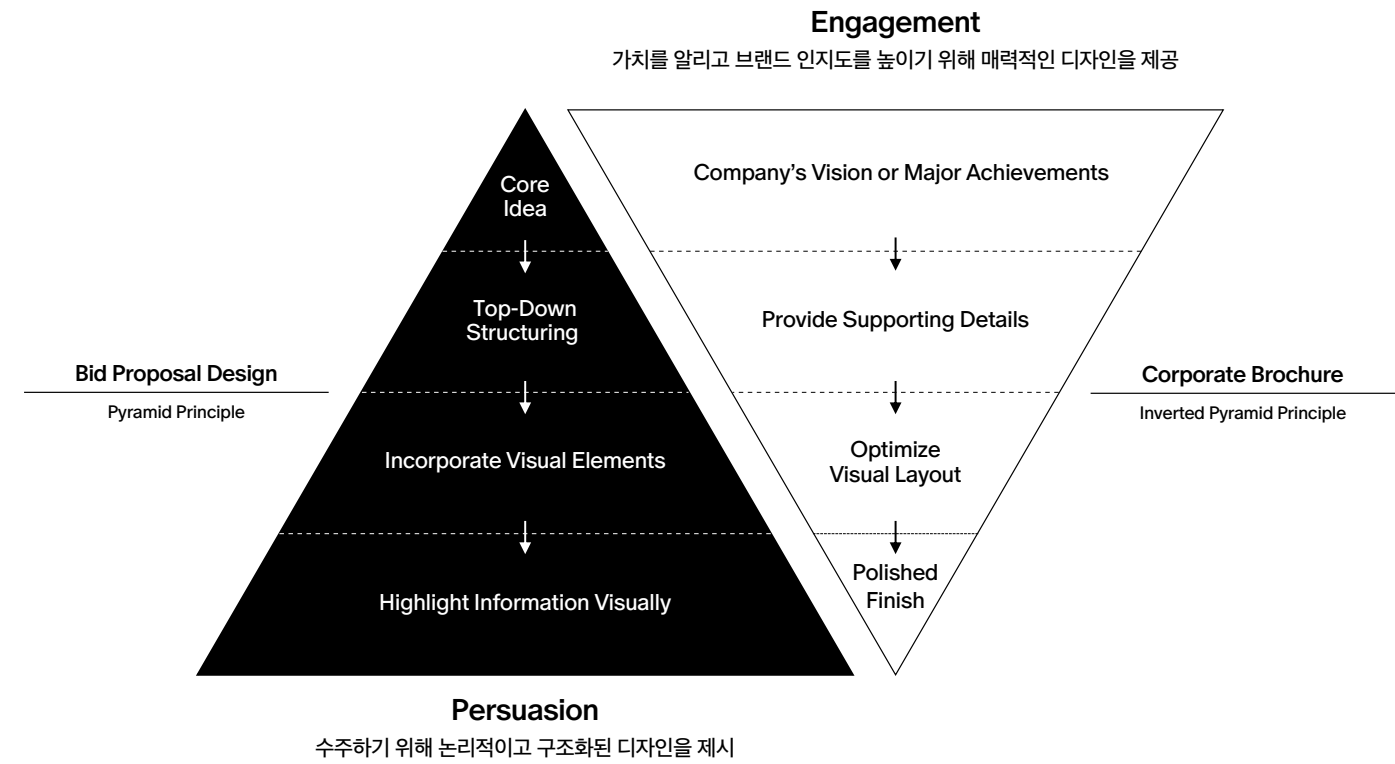 Engagement
가치를 알리고 브랜드 인지도를 높이기 위해 매력적인 디자인을 제공
Core
Idea
Top-Down
Structuring
Incorporate Visual Elements
Highlight Information Visually
Bid Proposal Design
Pyramid Principle
Company’s Vision or Major Achievements
Provide Supporting Details
Optimize
Visual Layout
Polished
Finish
Corporate Brochure
Inverted Pyramid Principle
Persuasion
수주하기 위해 논리적이고 구조화된 디자인을 제시